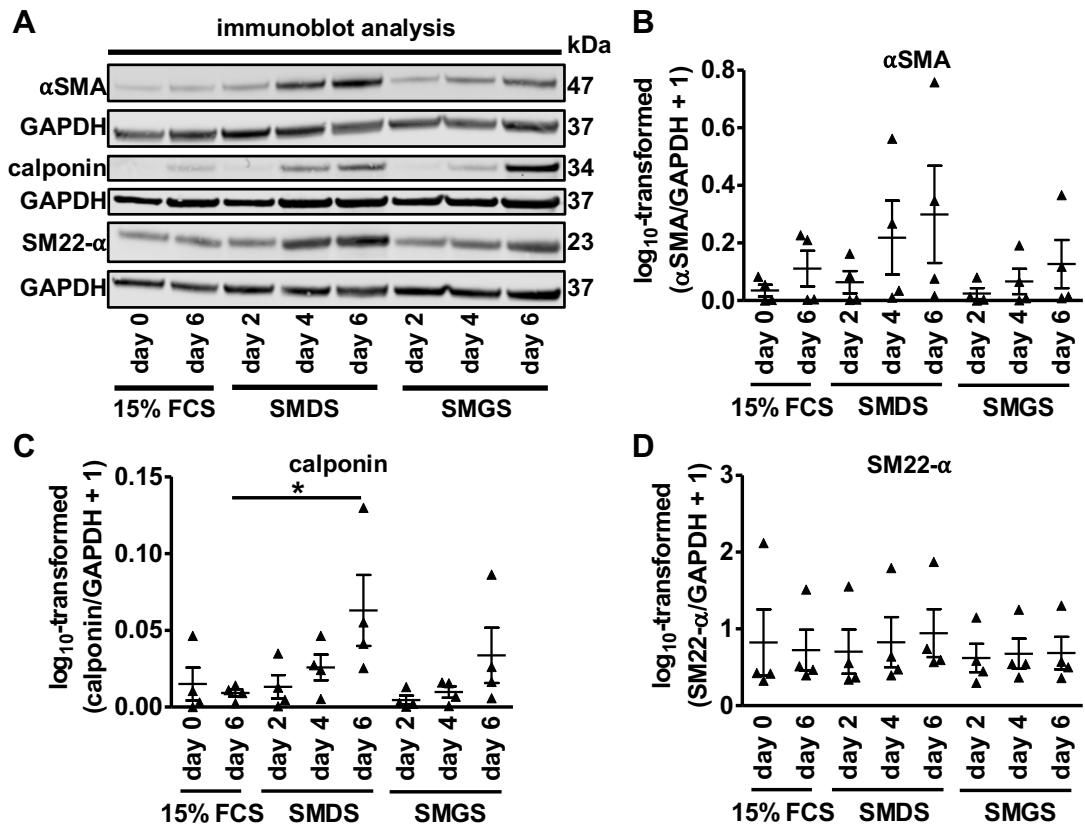 A
immunoblot analysis
kDa
αSMA 47
GAPDH 37
calponin 34
GAPDH 37
SM22-α 23
GAPDH 37
day 0 day 6 day 2 day 4 day 6 day 2 day 4 day 6
15% FCS SMDS SMGS
B
αSMA
log10-transformed
(αSMA/GAPDH + 1)
0.8
0.6
0.4
0.2
0.0
day 0 day 6 day 2 day 4 day 6 day 2 day 4 day 6
15% FCS SMDS SMGS
C
calponin
*
log10-transformed
(calponin/GAPDH + 1)
0.15
0.10
0.05
0.00
day 0 day 6 day 2 day 4 day 6 day 2 day 4 day 6
15% FCS SMDS SMGS
D
SM22-α
log10-transformed
(SM22-α/GAPDH + 1)
3
2
1
0
day 0 day 6 day 2 day 4 day 6 day 2 day 4 day 6
15% FCS SMDS SMGS